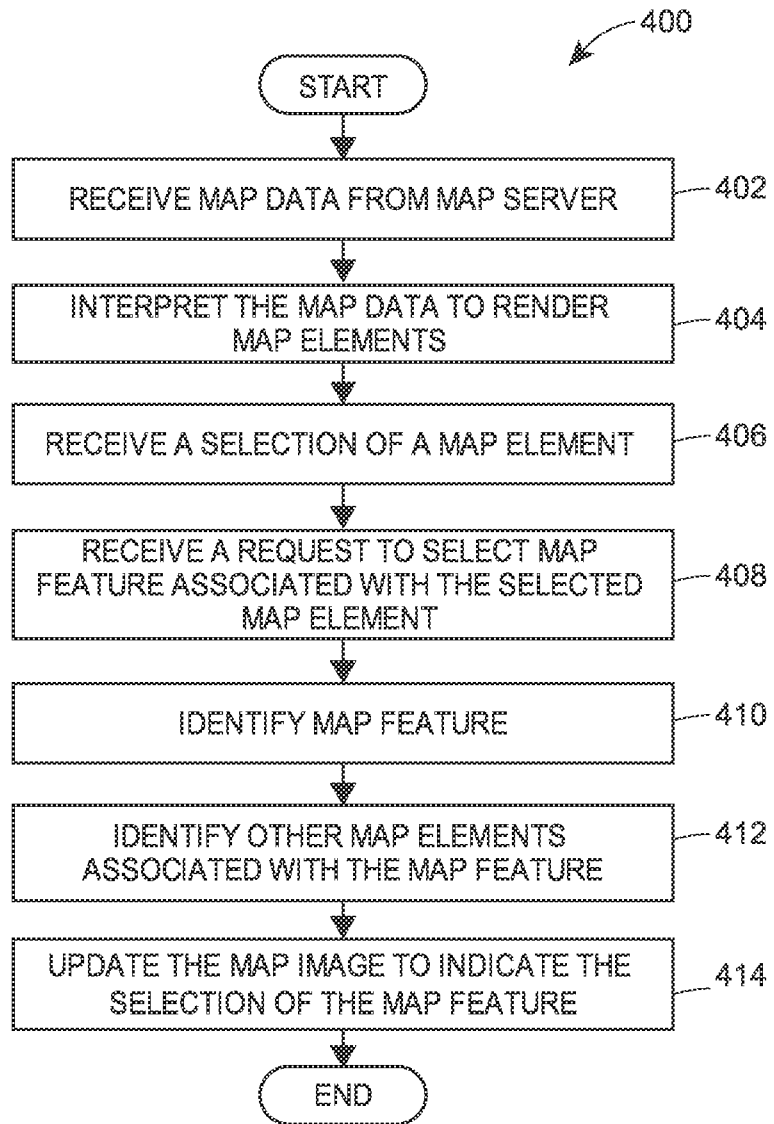 400
START
RECEIVE MAP DATA FROM MAP SERVER
402
INTERPRET THE MAP DATA TO RENDER
MAP ELEMENTS
404
RECEIVE A SELECTION OF A MAP ELEMENT
406
RECEIVE A REQUEST TO SELECT MAP
FEATURE ASSOCIATED WITH THE SELECTED
MAP ELEMENT
408
IDENTIFY MAP FEATURE
410
IDENTIFY OTHER MAP ELEMENTS
ASSOCIATED WITH THE MAP FEATURE
412
UPDATE THE MAP IMAGE TO INDICATE THE
SELECTION OF THE MAP FEATURE
414
END